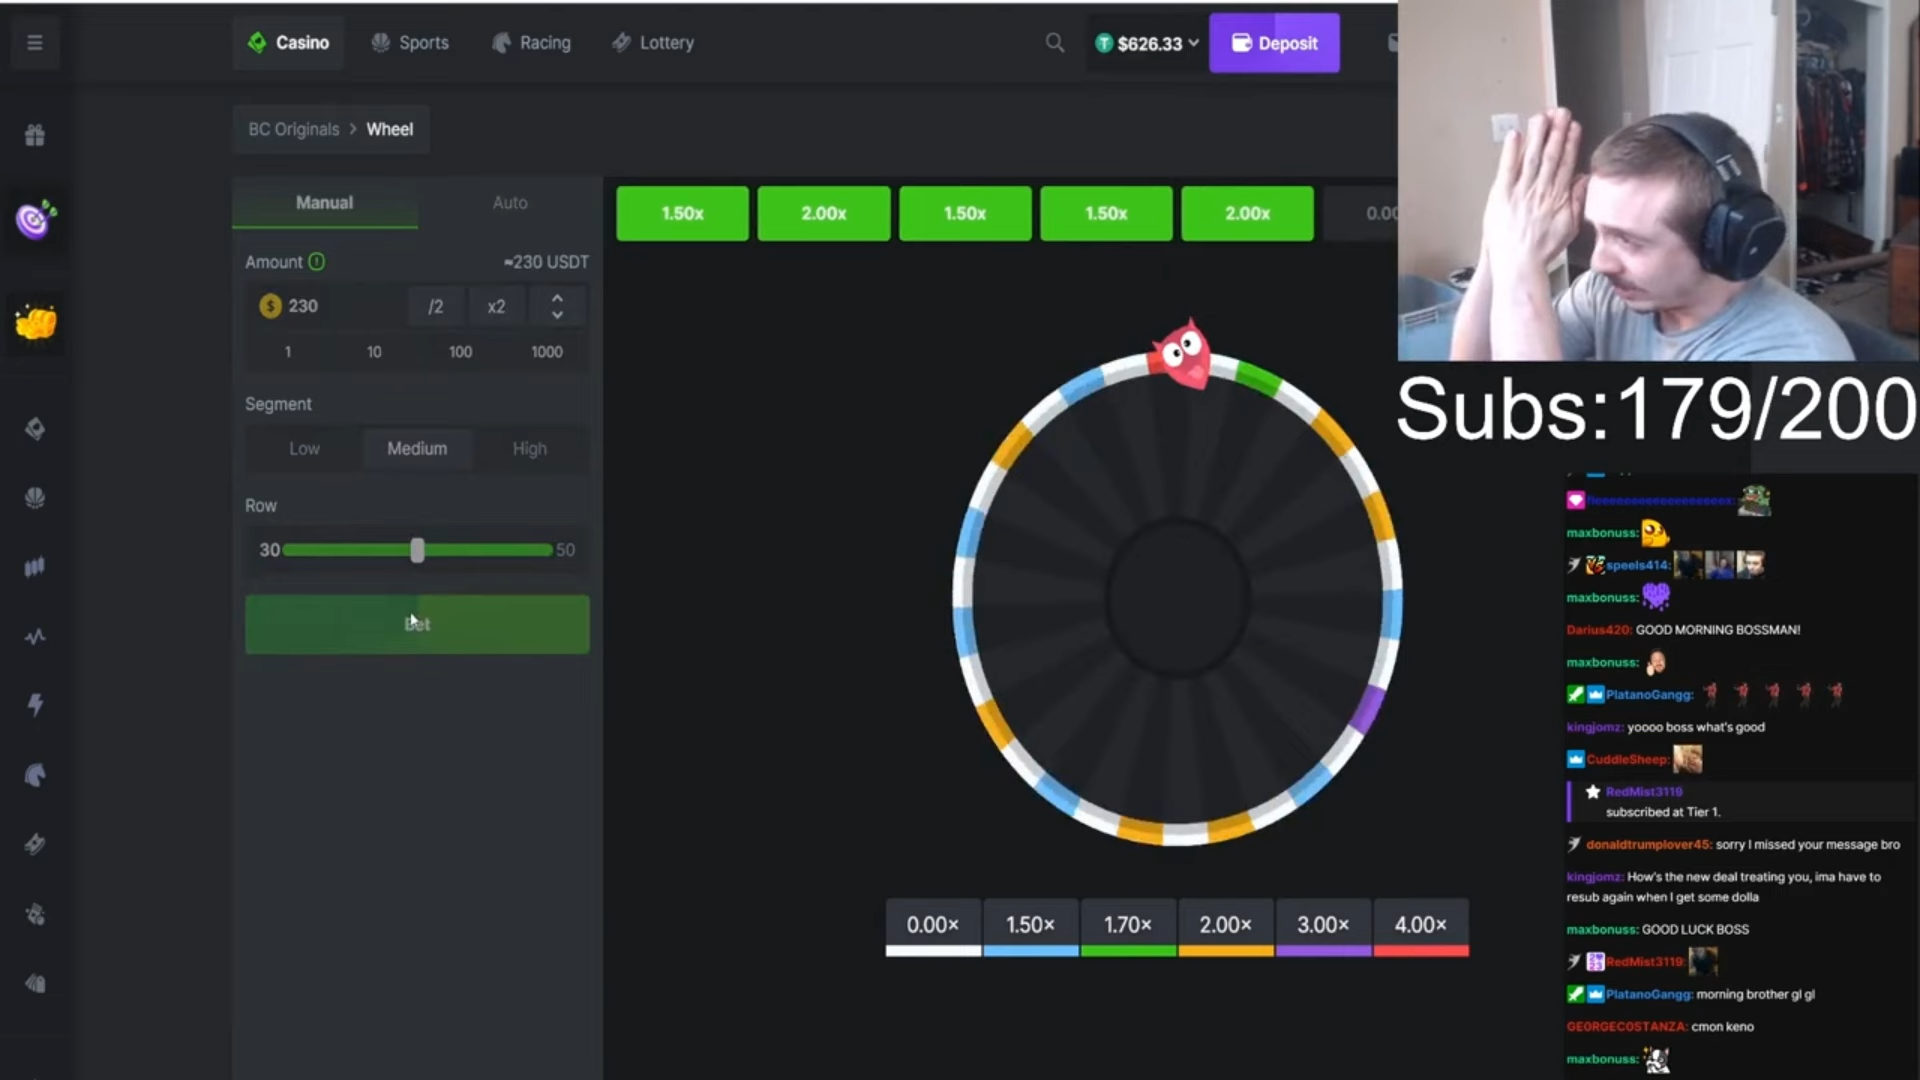 Casino
Sports
Racing
Lottery
$626.33
Deposit
BC Originals > Wheel
Manual
Auto
1.50x
2.00x
1.50x
1.50x
2.00x
Amount
≈230 USDT
230
/2
x2
1
10
100
1000
Segment
Low
Medium
High
Row
30
50
Bet
0.00×
1.50×
1.70×
2.00×
3.00×
4.00×
Subs:179/200
maxbonuss:
speels414:
maxbonuss:
Darius420: GOOD MORNING BOSSMAN!
maxbonuss:
PlatanoGangg:
kingjomz: yoooo boss what's good
CuddleSheep:
RedMist3119
subscribed at Tier 1.
donaldtrumplover45: sorry I missed your message bro
kingjomz: How's the new deal treating you, ima have to
resub again when I get some dolla
maxbonuss: GOOD LUCK BOSS
RedMist3119:
PlatanoGangg: morning brother gl gl
GEORGECOSTANZA: cmon keno
maxbonuss: